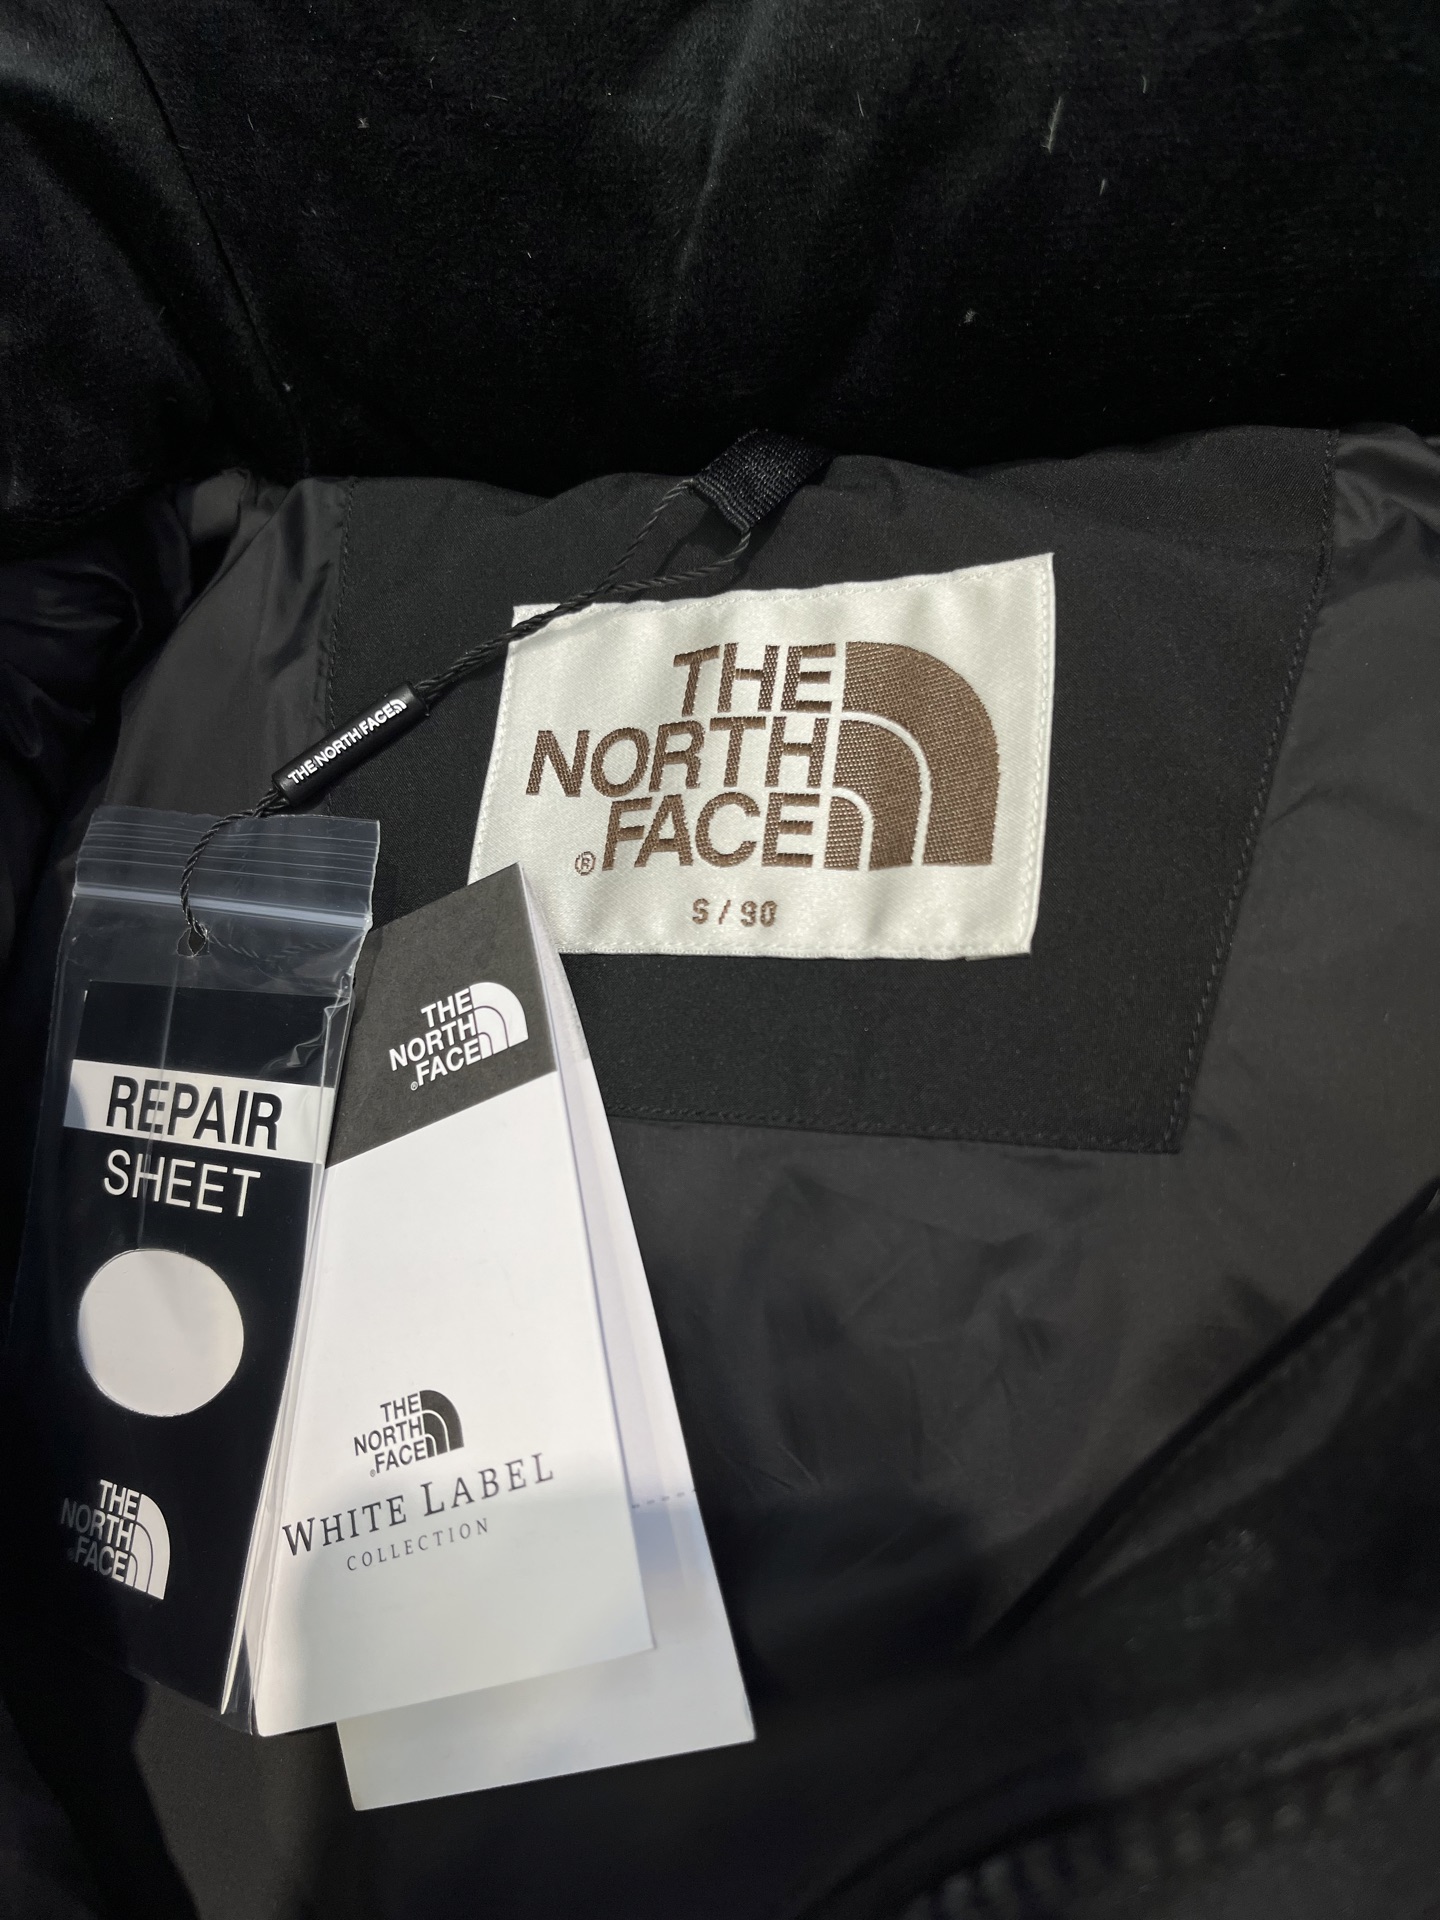 THE
NORTH
FACE
®
S / 90
THE NORTH FACE
THE
NORTH
FACE
®
REPAIR
SHEET
THE
NORTH
FACE
®
WHITE LABEL
COLLECTION
THE
NORTH
FACE